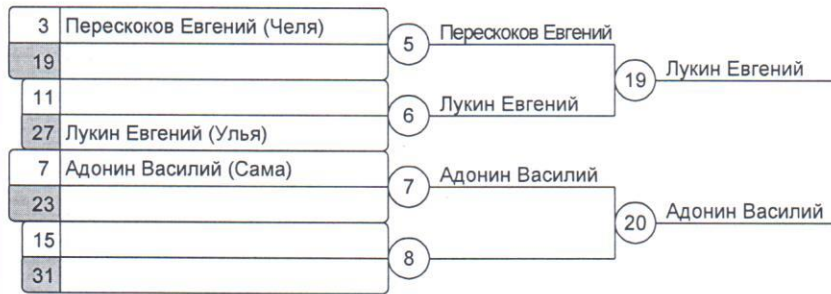 3 Перескоков Евгений (Челя)
19
11
27 Лукин Евгений (Улья)
7 Адонин Василий (Сама)
23
15
31
5 Перескоков Евгений
6 Лукин Евгений
7 Адонин Василий
8
19 Лукин Евгений
20 Адонин Василий